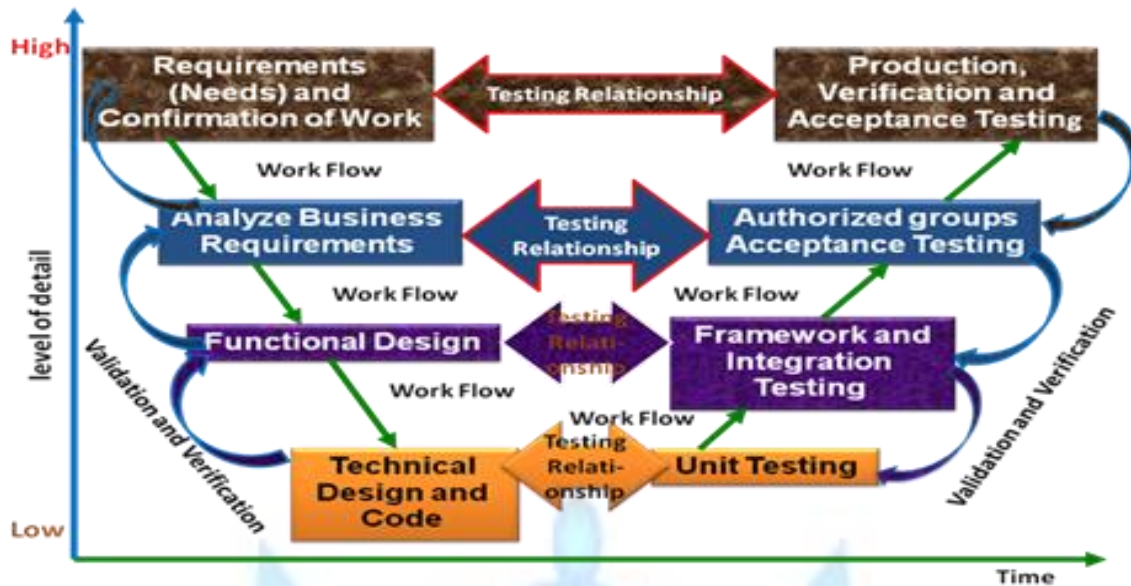 High
Requirements
(Needs) and
Confirmation of Work
Testing Relationship
Production,
Verification and
Acceptance Testing
Work Flow
Work Flow
Analyze Business
Requirements
Testing
Relationship
Authorized groups
Acceptance Testing
Work Flow
Work Flow
level of detail
Functional Design
Testing
Relati-
onship
Framework and
Integration
Testing
Validation and Verification
Validation and Verification
Work Flow
Work Flow
Technical
Design and
Code
Testing
Relati-
onship
Unit Testing
Low
Time